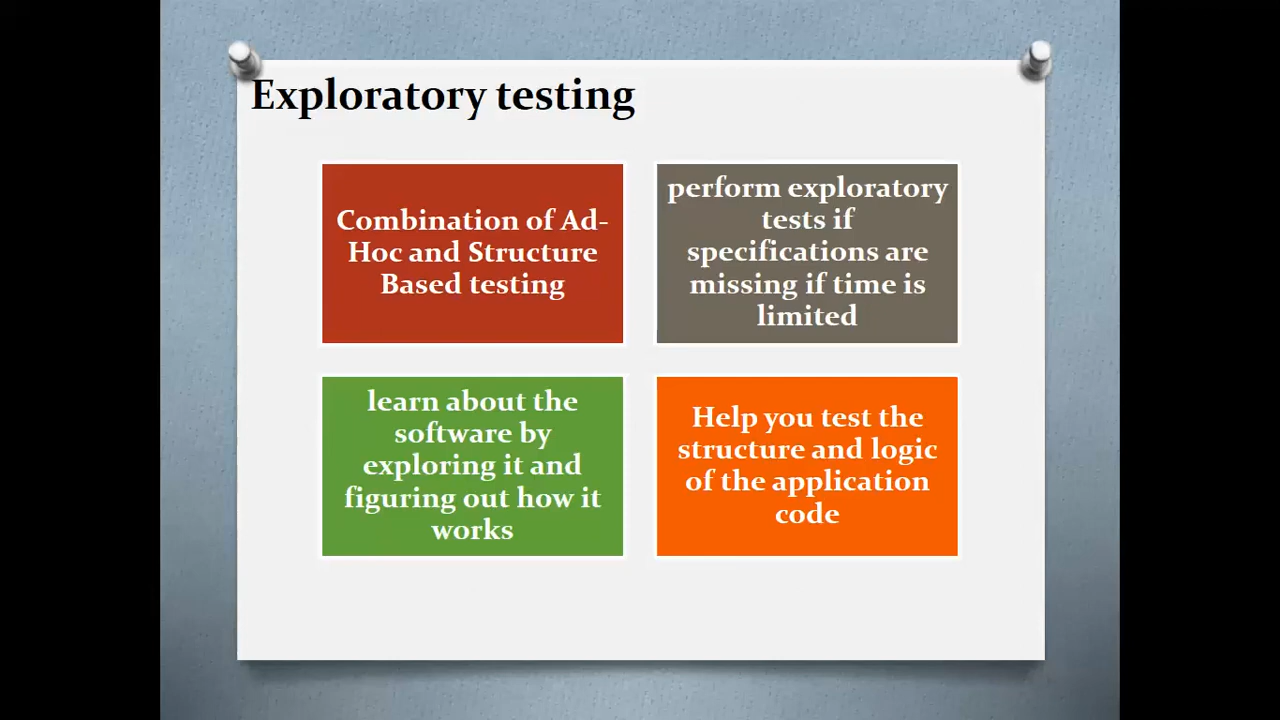 Exploratory testing
Combination of Ad-
Hoc and Structure
Based testing
perform exploratory
tests if
specifications are
missing if time is
limited
learn about the
software by
exploring it and
figuring out how it
works
Help you test the
structure and logic
of the application
code